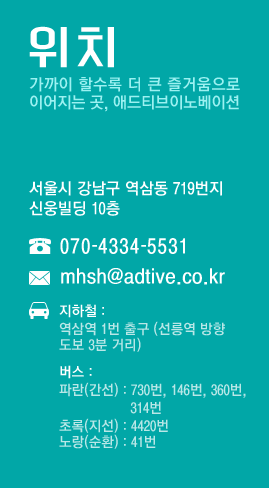 위치
가까이 할수록 더 큰 즐거움으로
이어지는 곳, 애드티브이노베이션
서울시 강남구 역삼동 719번지
신웅빌딩 10층
070-4334-5531
mhsh@adtive.co.kr
지하철 :
역삼역 1번 출구 (선릉역 방향
도보 3분 거리)
버스 :
파란(간선) : 730번, 146번, 360번,
314번
초록(지선) : 4420번
노랑(순환) : 41번